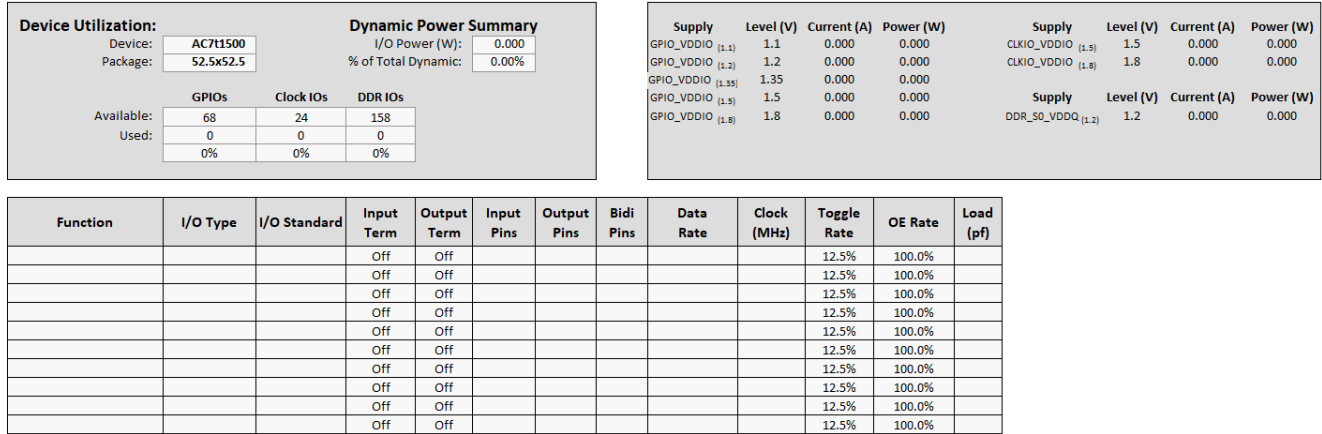 Device Utilization:
Dynamic Power Summary
Device: AC7t1500
I/O Power (W): 0.000
Package: 52.5x52.5
% of Total Dynamic: 0.00%
GPIOs Clock IOs DDR IOs
Available: 68 24 158
Used: 0 0 0
0% 0% 0%
Supply Level (V) Current (A) Power (W)
GPIO_VDDIO (1.1) 1.1 0.000 0.000
GPIO_VDDIO (1.2) 1.2 0.000 0.000
GPIO_VDDIO (1.35) 1.35 0.000 0.000
GPIO_VDDIO (1.5) 1.5 0.000 0.000
GPIO_VDDIO (1.8) 1.8 0.000 0.000
Supply Level (V) Current (A) Power (W)
CLKIO_VDDIO (1.5) 1.5 0.000 0.000
CLKIO_VDDIO (1.8) 1.8 0.000 0.000
Supply Level (V) Current (A) Power (W)
DDR_S0_VDDQ (1.2) 1.2 0.000 0.000
Function I/O Type I/O Standard Input Term Output Term Input Pins Output Pins Bidi Pins Data Rate Clock (MHz) Toggle Rate OE Rate Load (pf)
Off Off 12.5% 100.0%
Off Off 12.5% 100.0%
Off Off 12.5% 100.0%
Off Off 12.5% 100.0%
Off Off 12.5% 100.0%
Off Off 12.5% 100.0%
Off Off 12.5% 100.0%
Off Off 12.5% 100.0%
Off Off 12.5% 100.0%
Off Off 12.5% 100.0%